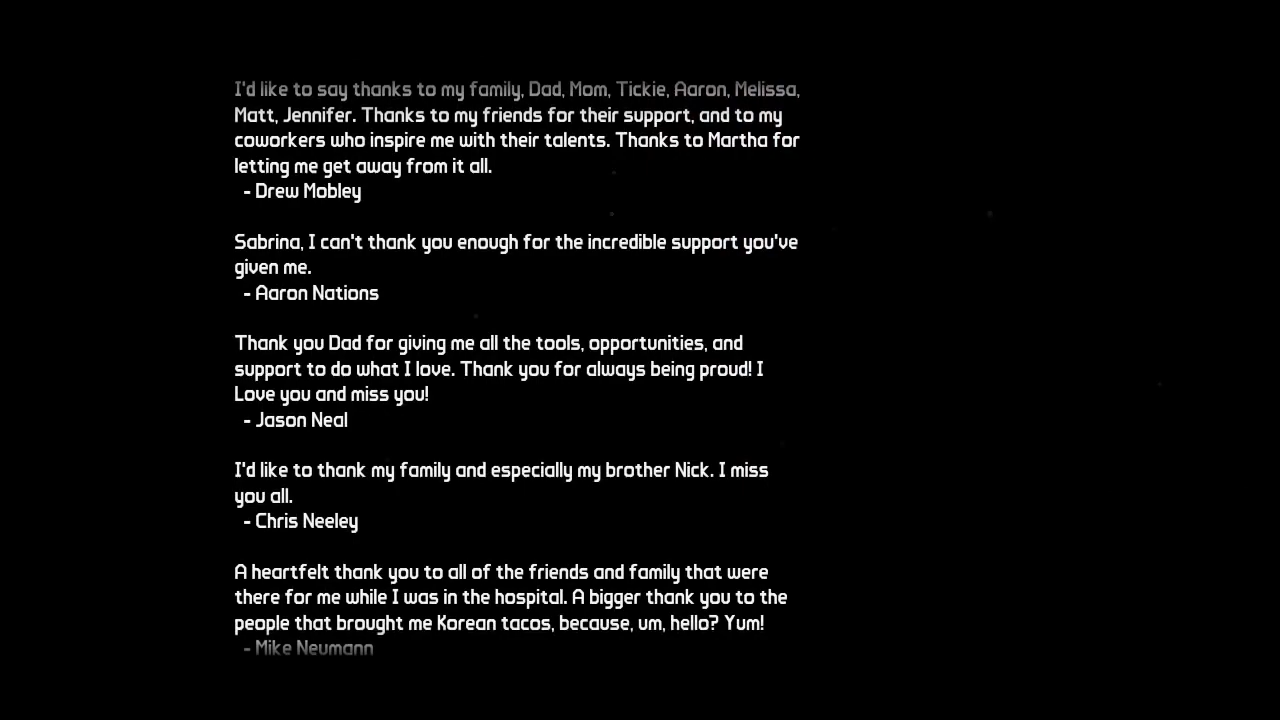 I'd like to say thanks to my family, Dad, Mom, Tickie, Aaron, Melissa,
Matt, Jennifer. Thanks to my friends for their support, and to my
coworkers who inspire me with their talents. Thanks to Martha for
letting me get away from it all.
- Drew Mobley
Sabrina, I can't thank you enough for the incredible support you've
given me.
- Aaron Nations
Thank you Dad for giving me all the tools, opportunities, and
support to do what I love. Thank you for always being proud! I
Love you and miss you!
- Jason Neal
I'd like to thank my family and especially my brother Nick. I miss
you all.
- Chris Neeley
A heartfelt thank you to all of the friends and family that were
there for me while I was in the hospital. A bigger thank you to the
people that brought me Korean tacos, because, um, hello? Yum!
- Mike Neumann